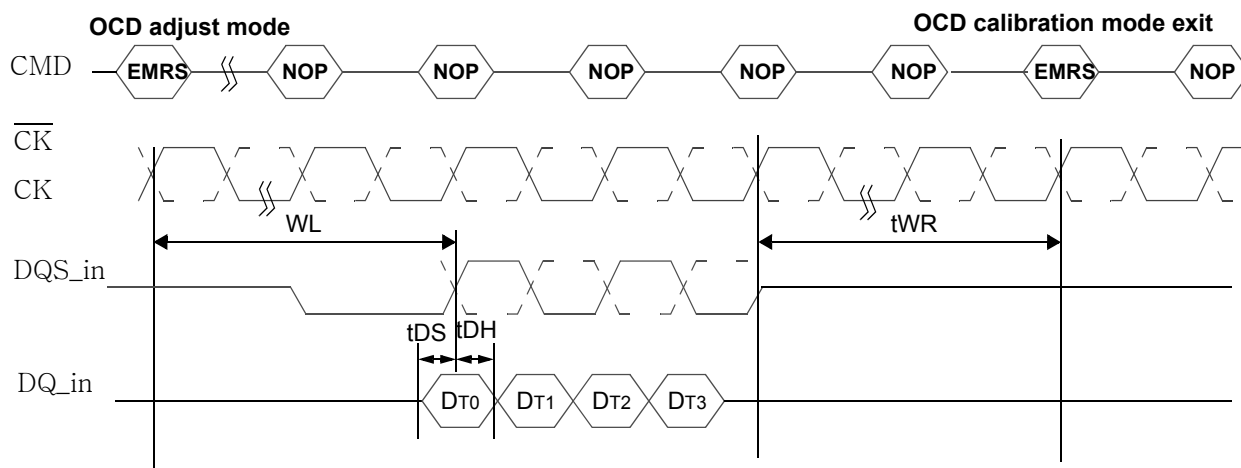 OCD adjust mode OCD calibration mode exit
CMD EMRS NOP NOP NOP NOP NOP EMRS NOP
CK
CK
WL tWR
DQS_in
tDS tDH
DQ_in DT0 DT1 DT2 DT3